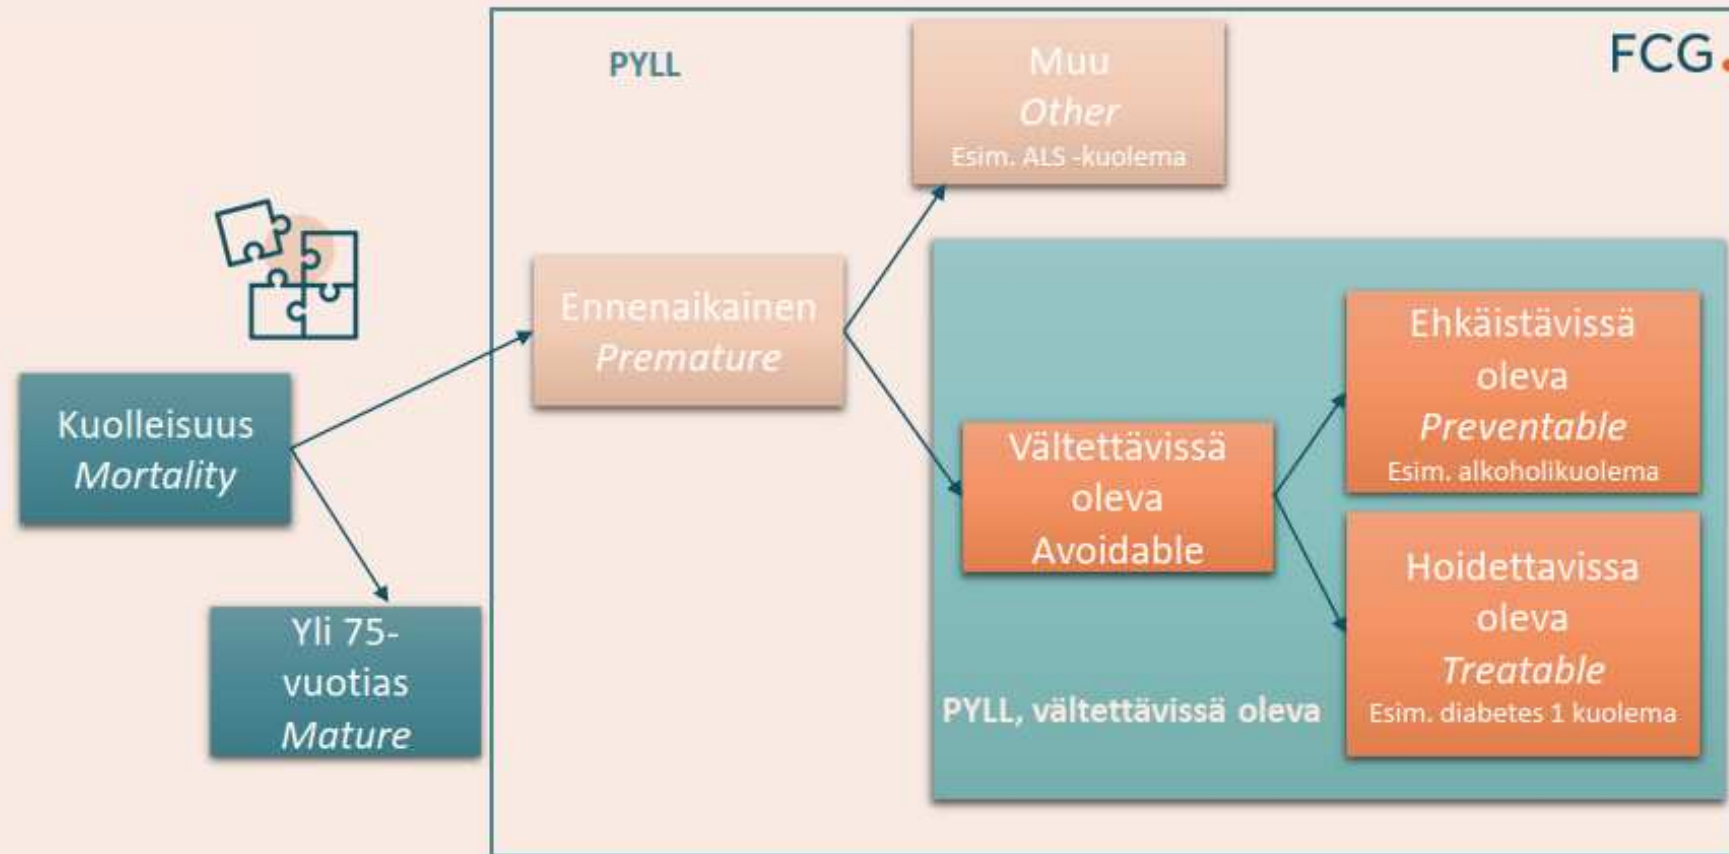 PYLL
FCG.
Muu
Other
Esim. ALS -kuolema
Ennenaikainen
Premature
Kuolleisuus
Mortality
Yli 75-
vuotias
Mature
Vältettävissä
oleva
Avoidable
Ehkäistävissä
oleva
Preventable
Esim. alkoholikuolema
Hoidettavissa
oleva
Treatable
Esim. diabetes 1 kuolema
PYLL, vältettävissä oleva